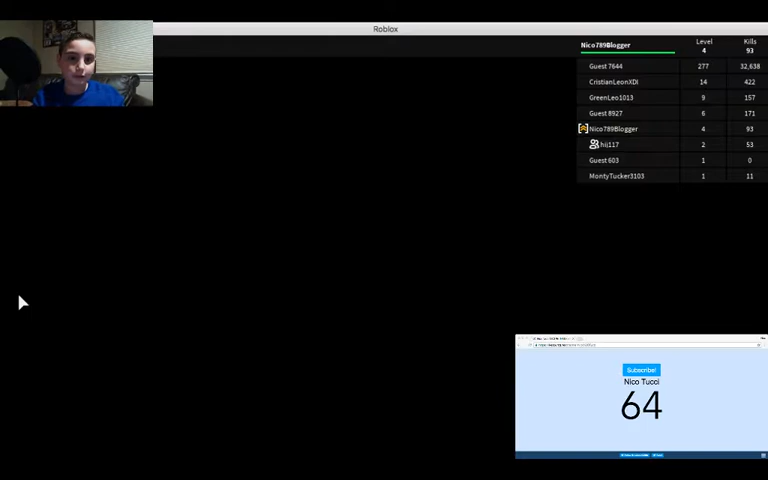 Roblox
Nico789Blogger Level Kills
4 93
Guest 7644 277 32,638
CristianLeonXDI 14 422
GreenLeo1013 9 157
Guest 8927 6 171
Nico789Blogger 4 93
hij117 2 53
Guest 603 1 0
MontyTucker3103 1 11
Subscribe!
Nico Tucci
64